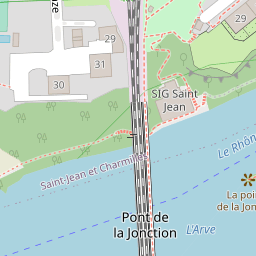 29
29
31
30
SIG Saint
Jean
Le Rhô
Saint-Jean et Charmilles
La poi
de la Jon
Pont de
la Jonction
L'Arve